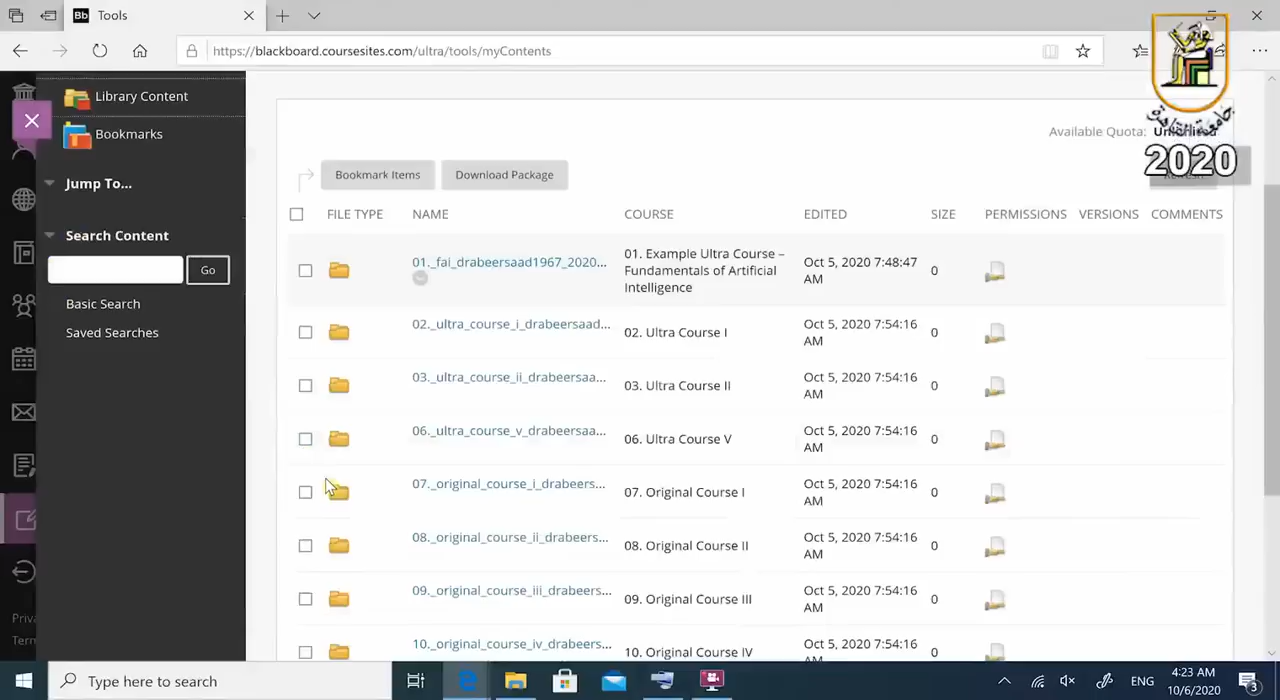 Bb Tools
https://blackboard.coursesites.com/ultra/tools/myContents
جامعة القاهرة
2020
Library Content
Bookmarks
Jump To...
Search Content
Go
Basic Search
Saved Searches
Available Quota: Unlimited
Bookmark Items
Download Package
FILE TYPE NAME COURSE EDITED SIZE PERMISSIONS VERSIONS COMMENTS
01._fai_drabeersaad1967_2020...
01. Example Ultra Course –
Fundamentals of Artificial
Intelligence
Oct 5, 2020 7:48:47
AM
0
02._ultra_course_i_drabeersaad...
02. Ultra Course I
Oct 5, 2020 7:54:16
AM
0
03._ultra_course_ii_drabeersaa...
03. Ultra Course II
Oct 5, 2020 7:54:16
AM
0
06._ultra_course_v_drabeersaa...
06. Ultra Course V
Oct 5, 2020 7:54:16
AM
0
07._original_course_i_drabeers...
07. Original Course I
Oct 5, 2020 7:54:16
AM
0
08._original_course_ii_drabeers...
08. Original Course II
Oct 5, 2020 7:54:16
AM
0
09._original_course_iii_drabeers...
09. Original Course III
Oct 5, 2020 7:54:16
AM
0
10._original_course_iv_drabeers...
10. Original Course IV
Oct 5, 2020 7:54:16
AM
0
Priva
Term
Type here to search
ENG
4:23 AM
10/6/2020
3